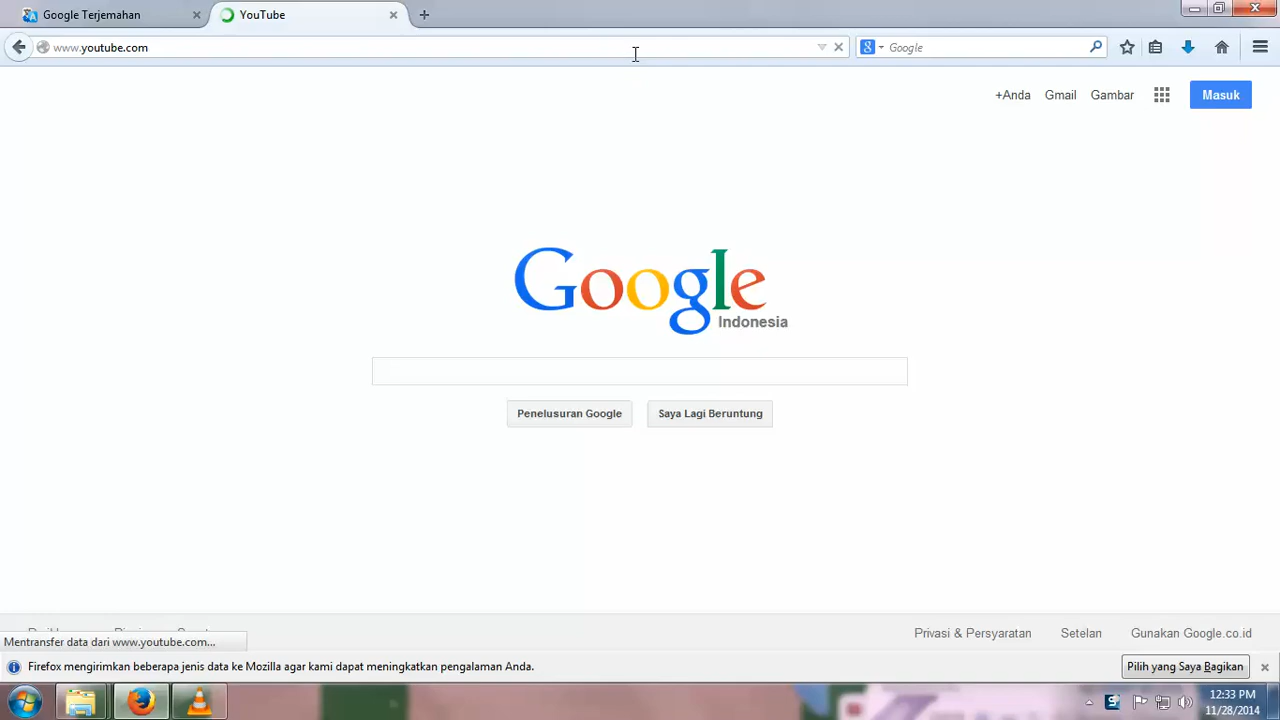 Google Terjemahan
YouTube
www.youtube.com
Google
+Anda
Gmail
Gambar
Masuk
Google
Indonesia
Penelusuran Google
Saya Lagi Beruntung
Privasi & Persyaratan
Setelan
Gunakan Google.co.id
Mentransfer data dari www.youtube.com...
Firefox mengirimkan beberapa jenis data ke Mozilla agar kami dapat meningkatkan pengalaman Anda.
Pilih yang Saya Bagikan
12:33 PM
11/28/2014